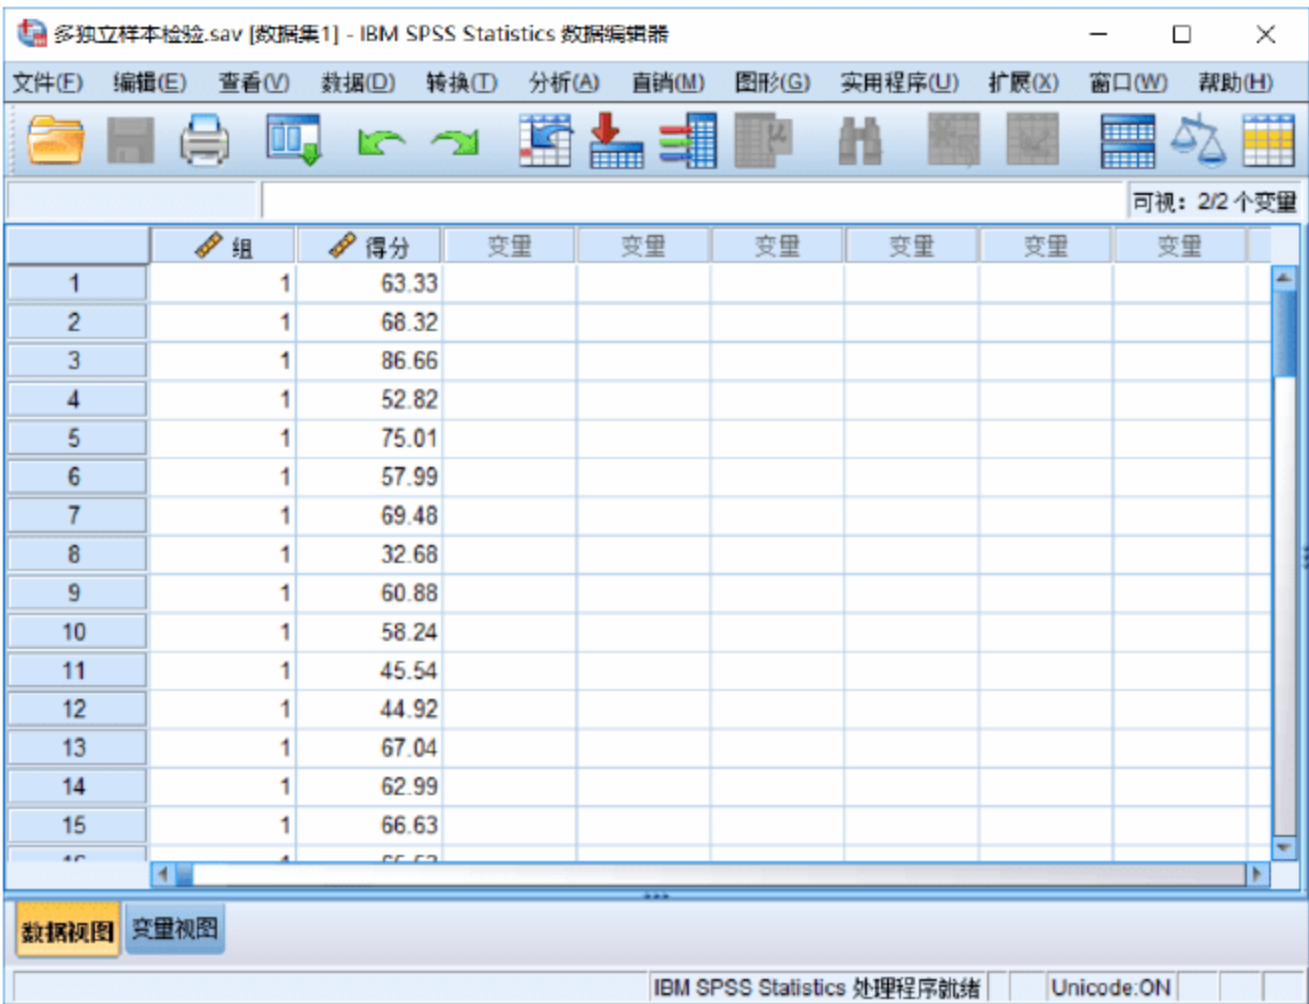 多独立样本检验.sav [数据集1] - IBM SPSS Statistics 数据编辑器
文件(F) 编辑(E) 查看(V) 数据(D) 转换(T) 分析(A) 直销(M) 图形(G) 实用程序(U) 扩展(X) 窗口(W) 帮助(H)
可视：2/2 个变量
组 得分 变量 变量 变量 变量 变量 变量
1 1 63.33
2 1 68.32
3 1 86.66
4 1 52.82
5 1 75.01
6 1 57.99
7 1 69.48
8 1 32.68
9 1 60.88
10 1 58.24
11 1 45.54
12 1 44.92
13 1 67.04
14 1 62.99
15 1 66.63
数据视图 变量视图
IBM SPSS Statistics 处理程序就绪 Unicode:ON